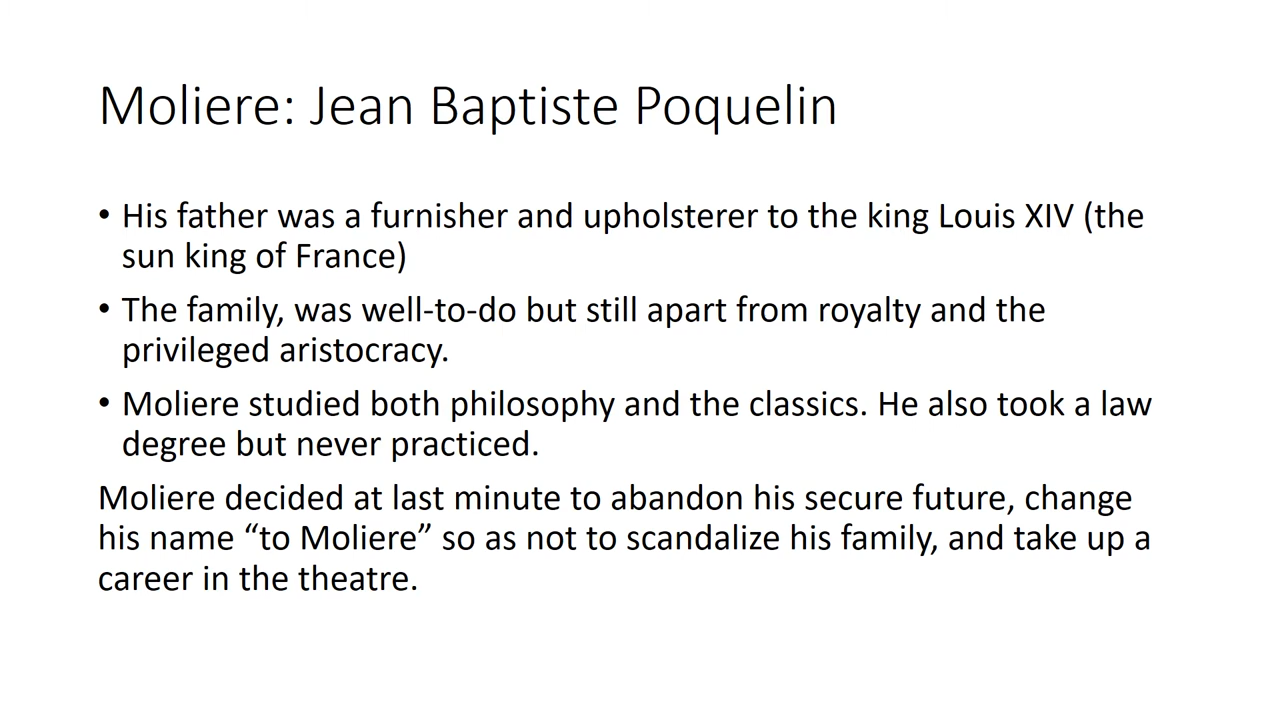 Moliere: Jean Baptiste Poquelin
• His father was a furnisher and upholsterer to the king Louis XIV (the
sun king of France)
• The family, was well-to-do but still apart from royalty and the
privileged aristocracy.
• Moliere studied both philosophy and the classics. He also took a law
degree but never practiced.
Moliere decided at last minute to abandon his secure future, change
his name “to Moliere” so as not to scandalize his family, and take up a
career in the theatre.